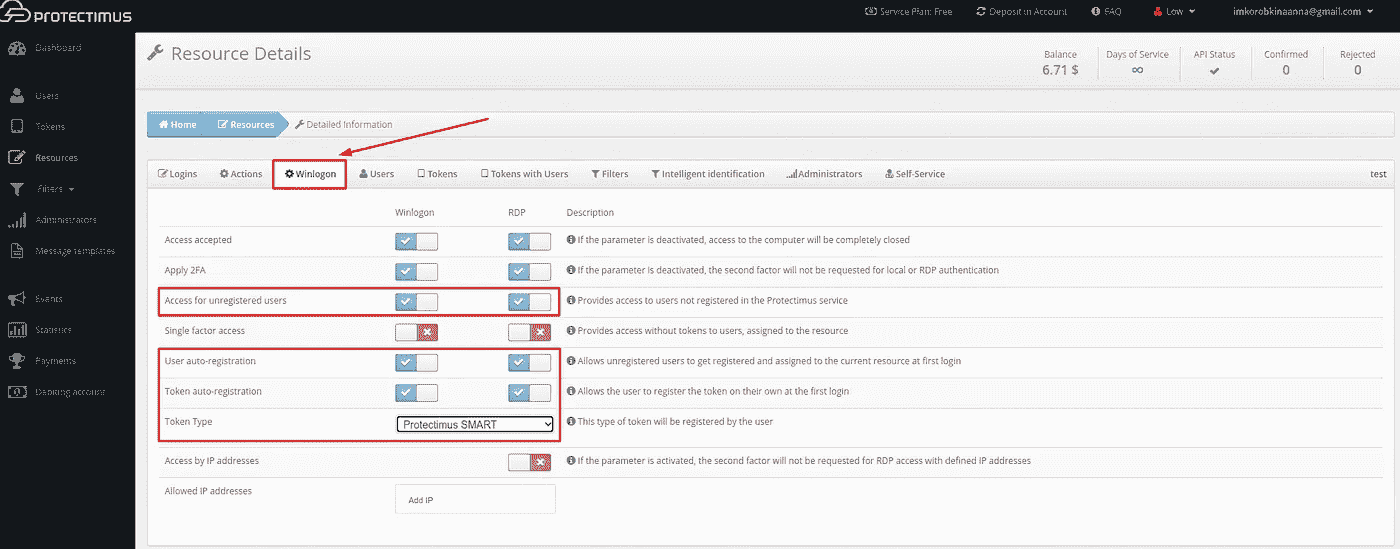 PROTECTIMUS
Service Plan: Free
Deposit in Account
FAQ
Low
imkorobkinaanna@gmail.com
Dashboard
Users
Tokens
Resources
Filters
Administrators
Message templates
Events
Statistics
Payments
Resource Details
Balance
6.71 $
Days of Service
∞
API Status
Confirmed
0
Rejected
0
Home
Resources
Detailed Information
Logins
Actions
Winlogon
Users
Tokens
Tokens with Users
Filters
Intelligent identification
Administrators
Self-Service
test
Winlogon RDP Description
Access accepted If the parameter is deactivated, access to the computer will be completely closed
Apply 2FA If the parameter is deactivated, the second factor will not be requested for local or RDP authentication
Access for unregistered users Provides access to users not registered in the Protectimus service
Single factor access Provides access without tokens to users, assigned to the resource
User auto-registration Allows unregistered users to get registered and assigned to the current resource at first login
Token auto-registration Allows the user to register the token on their own at the first login
Token Type Protectimus SMART This type of token will be registered by the user
Access by IP addresses If the parameter is activated, the second factor will not be requested for RDP access with defined IP addresses
Allowed IP addresses Add IP